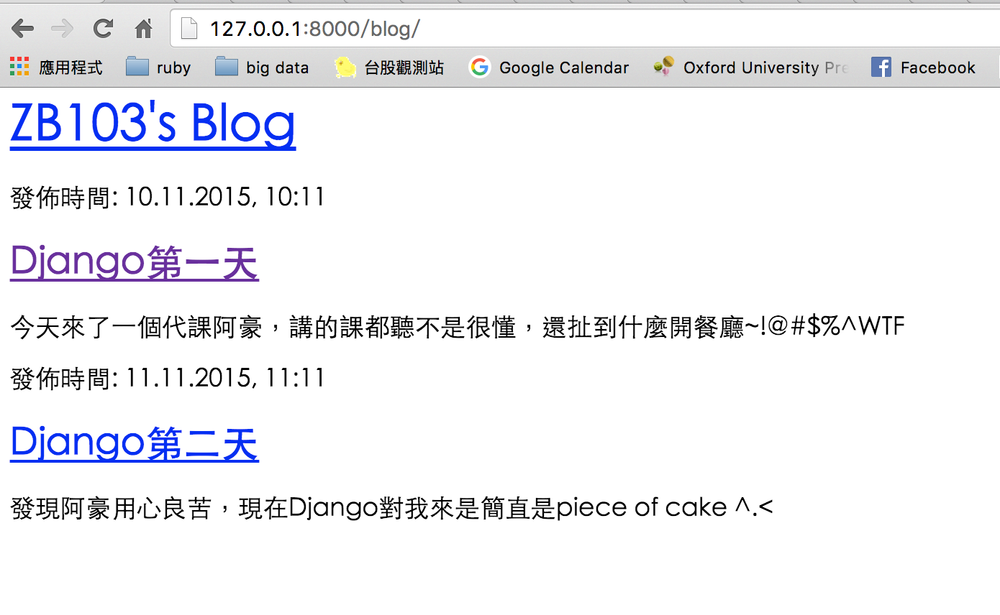 127.0.0.1:8000/blog/
應用程式 ruby big data 台股觀測站 Google Calendar Oxford University Pre Facebook
ZB103's Blog
發佈時間: 10.11.2015, 10:11
Django第一天
今天來了一個代課阿豪，講的課都聽不是很懂，還扯到什麼開餐廳~!@#$%^WTF
發佈時間: 11.11.2015, 11:11
Django第二天
發現阿豪用心良苦，現在Django對我來是簡直是piece of cake ^.<